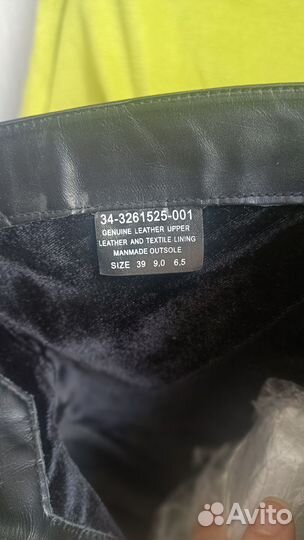 34-3261525-001
GENUINE LEATHER UPPER
LEATHER AND TEXTILE LINING
MANMADE OUTSOLE
SIZE 39 9,0 6,5
Avito